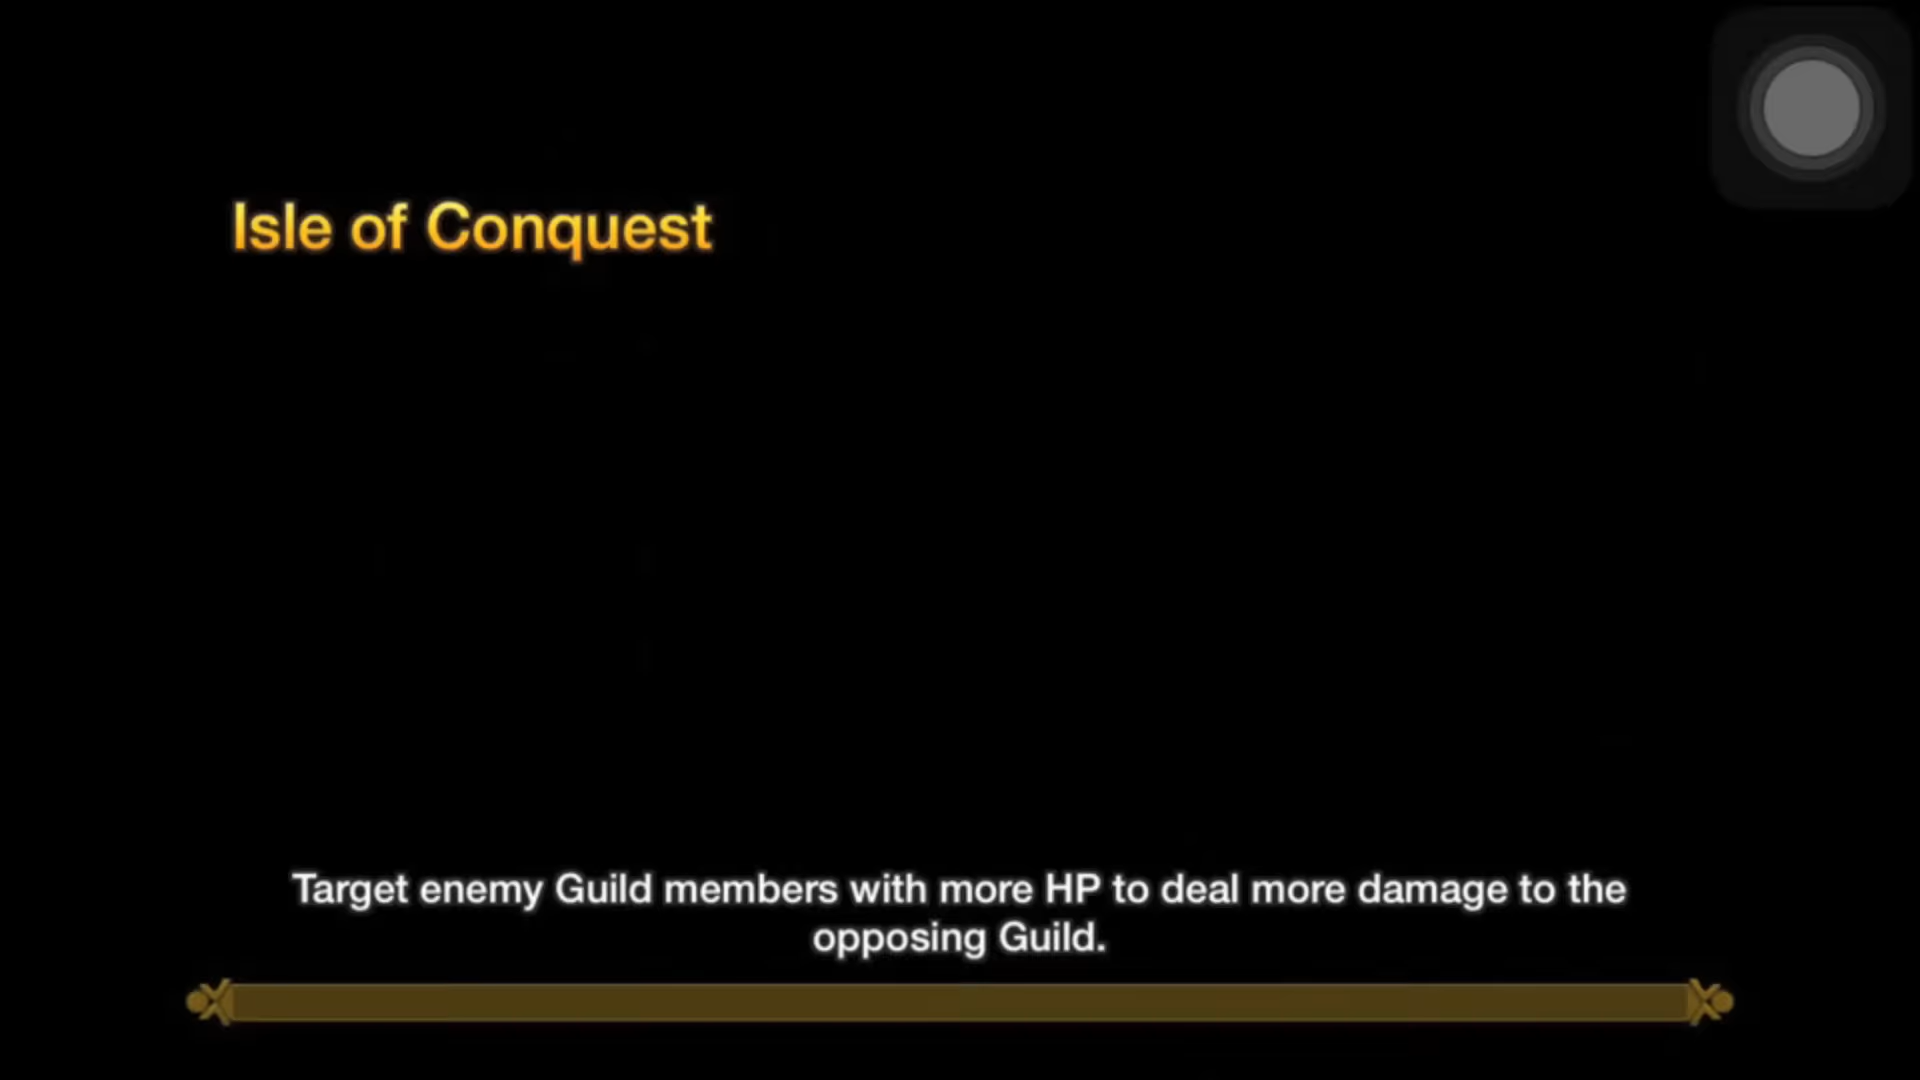 Isle of Conquest
Target enemy Guild members with more HP to deal more damage to the
opposing Guild.